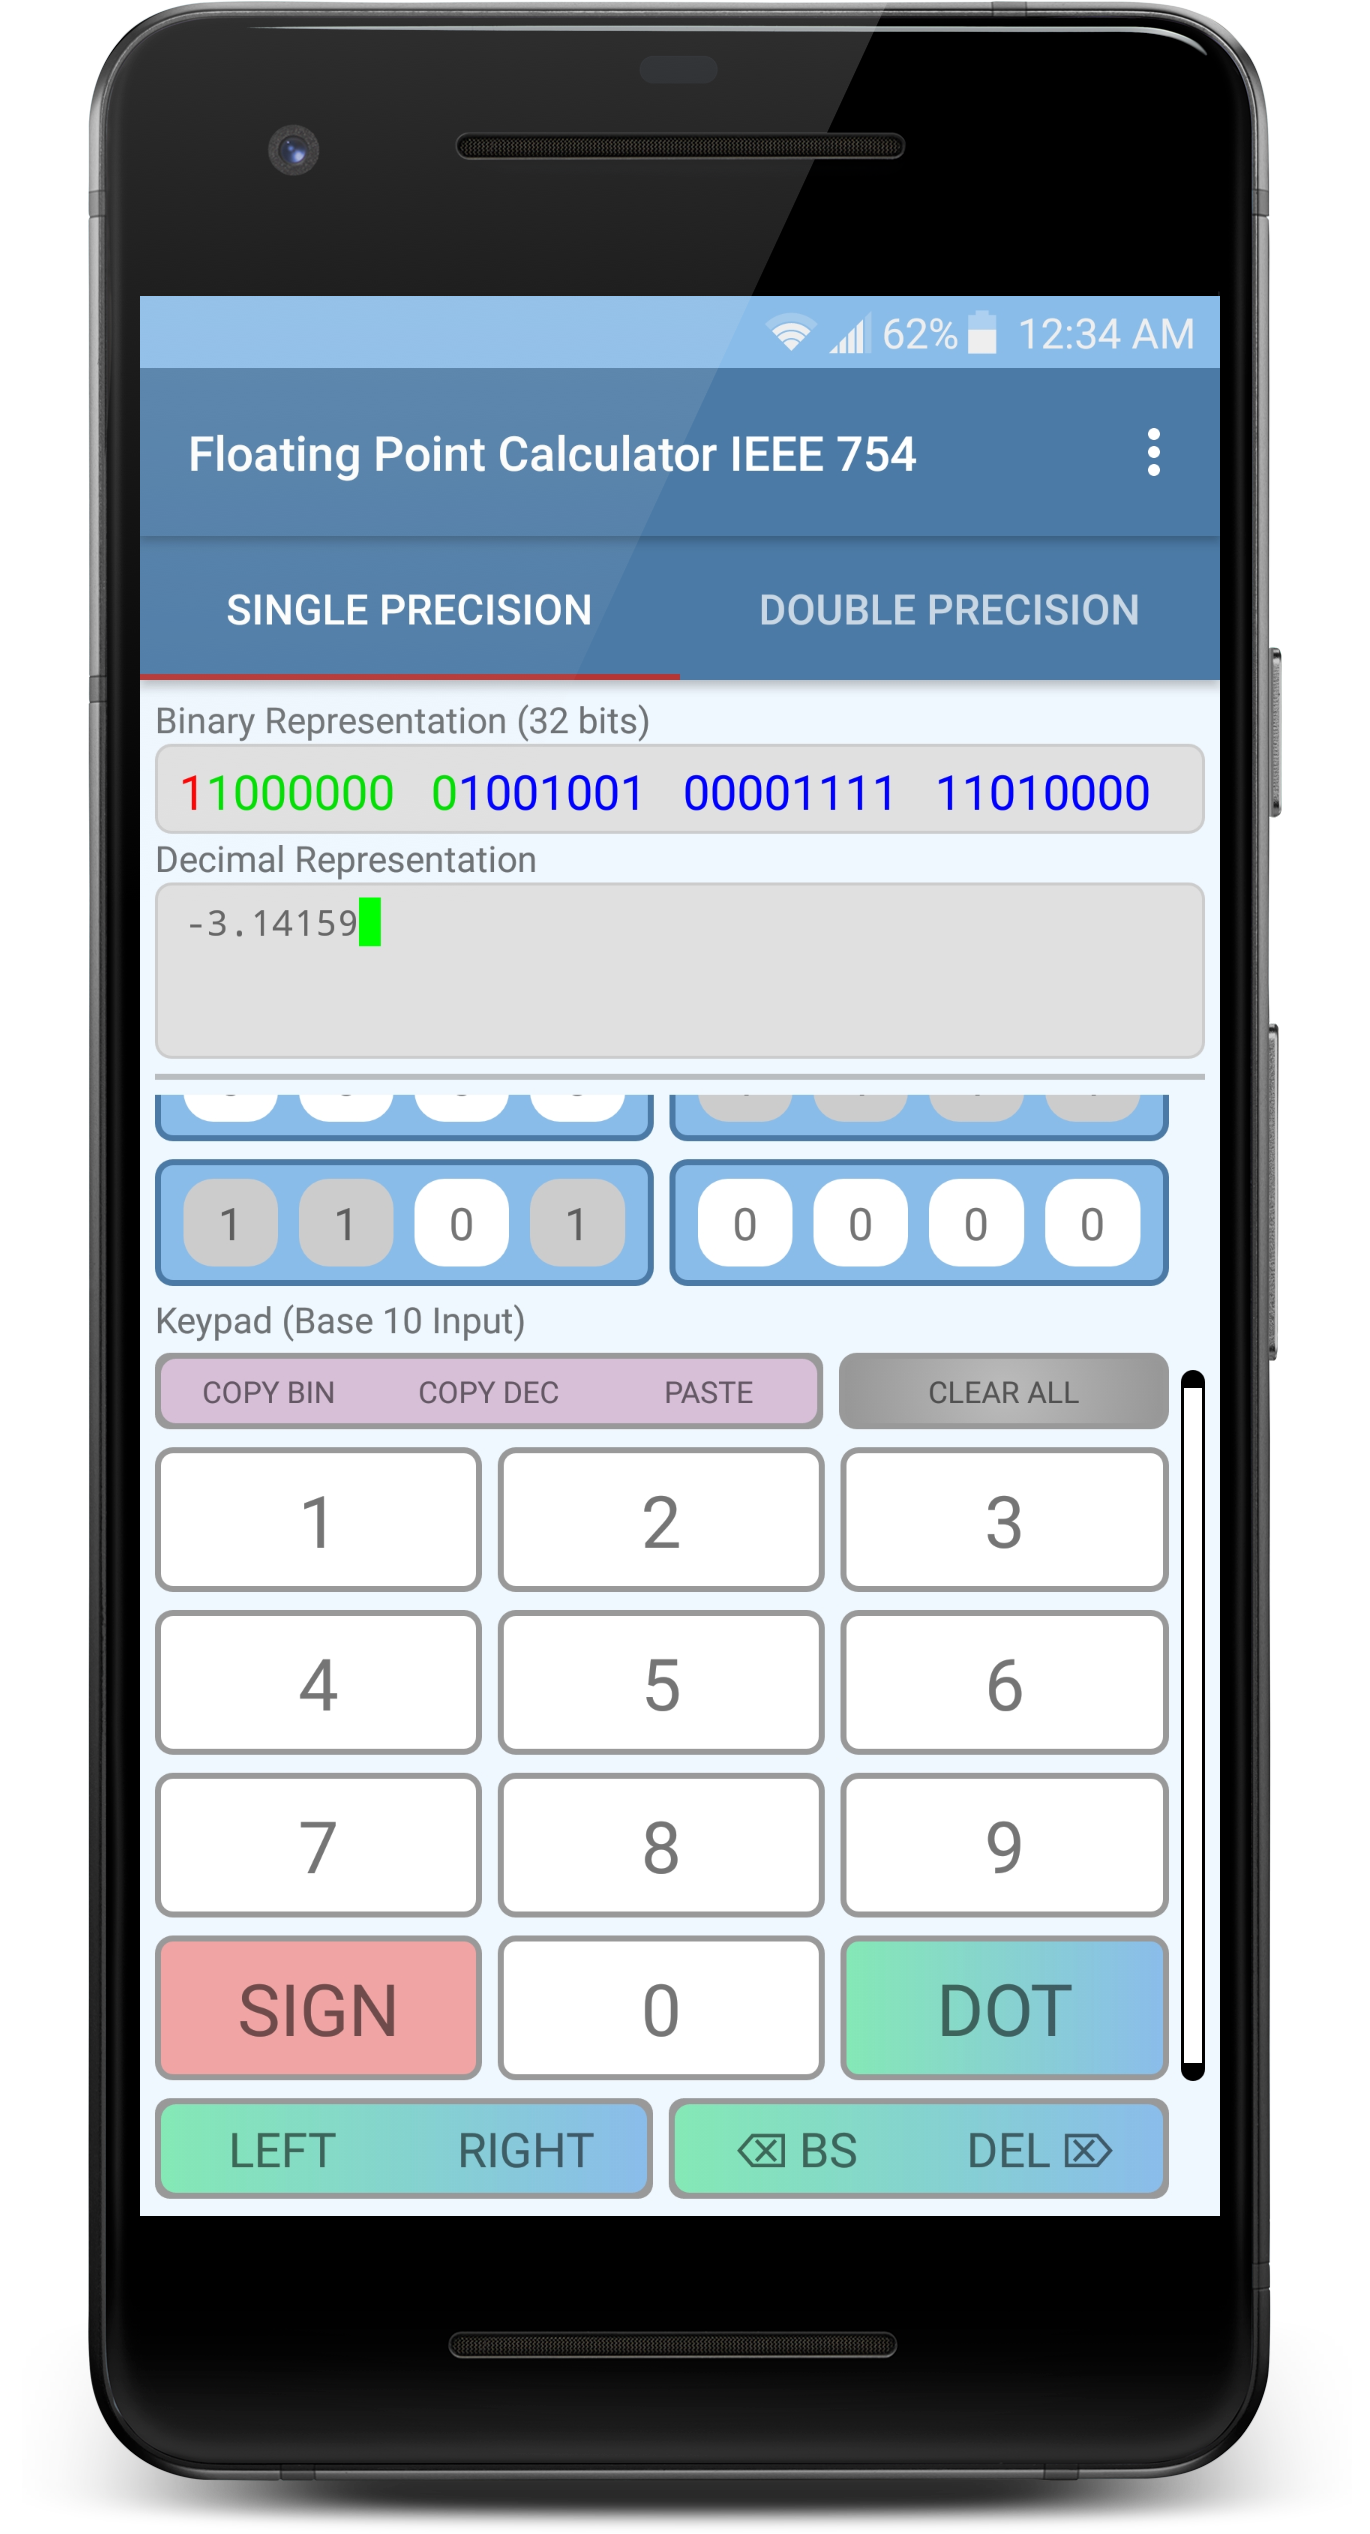 62% 12:34 AM
Floating Point Calculator IEEE 754
SINGLE PRECISION DOUBLE PRECISION
Binary Representation (32 bits)
11000000 01001001 00001111 11010000
Decimal Representation
-3.14159
1 1 0 1 0 0 0 0
Keypad (Base 10 Input)
COPY BIN COPY DEC PASTE CLEAR ALL
1 2 3
4 5 6
7 8 9
SIGN 0 DOT
LEFT RIGHT BS DEL